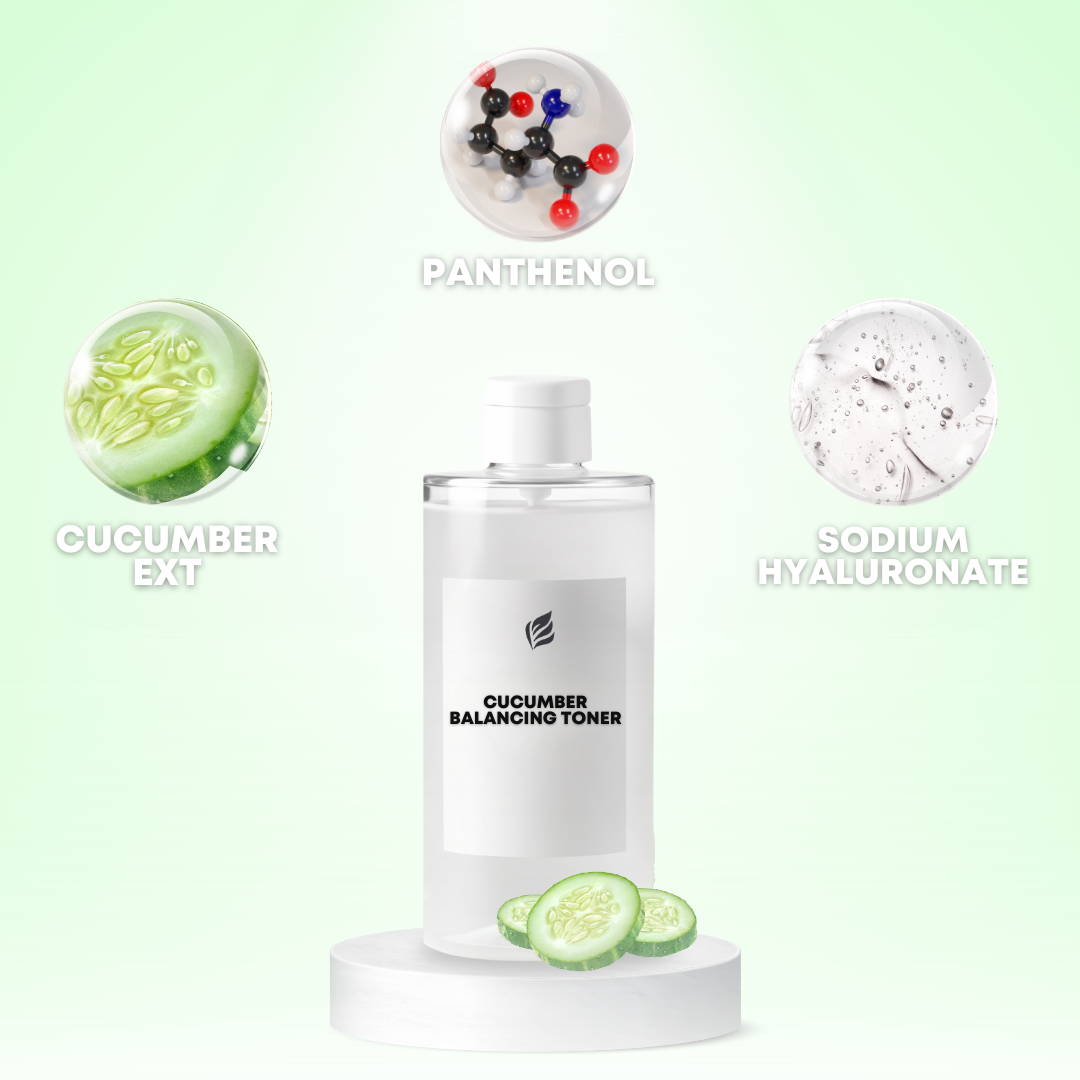 PANTHENOL
CUCUMBER
EXT
SODIUM
HYALURONATE
CUCUMBER
BALANCING TONER